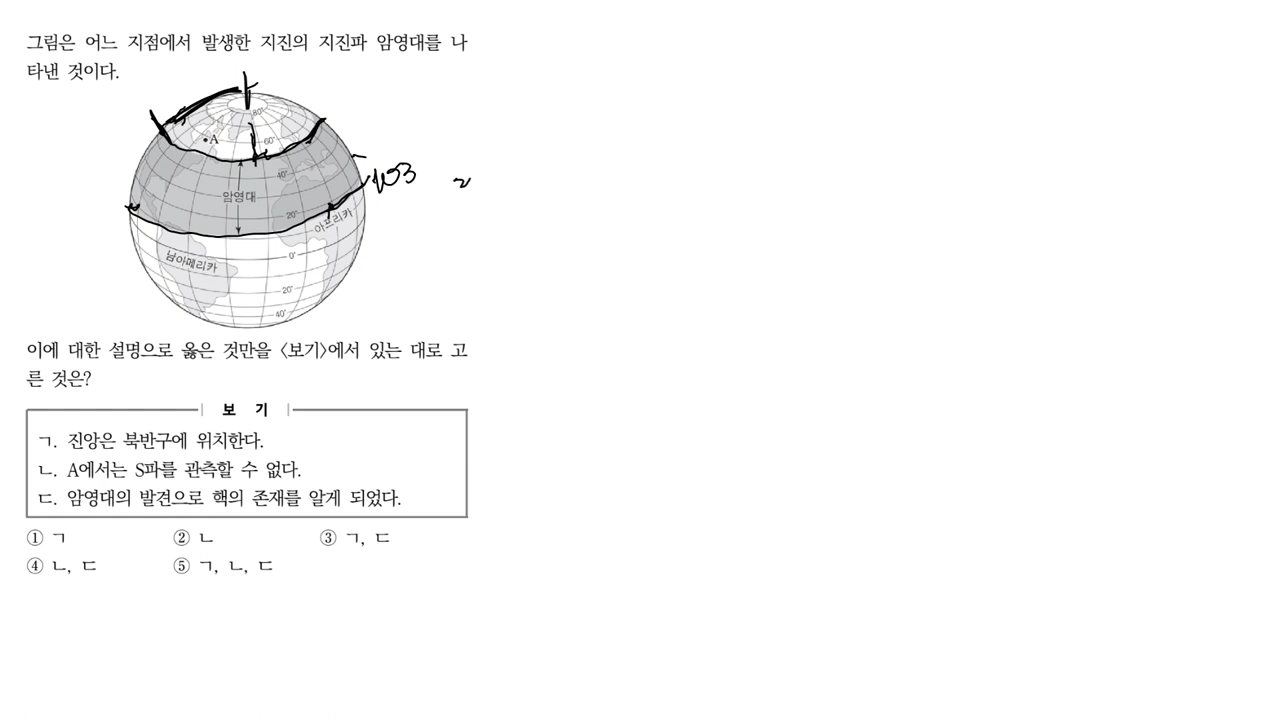 그림은 어느 지점에서 발생한 지진의 지진파 암영대를 나
타낸 것이다.
80°
A
60°
40°
암영대
103
20°
아프리카
남아메리카
0°
20°
40°
이에 대한 설명으로 옳은 것만을 <보기>에서 있는 대로 고
른 것은?
보 기
ㄱ. 진앙은 북반구에 위치한다.
ㄴ. A에서는 S파를 관측할 수 없다.
ㄷ. 암영대의 발견으로 핵의 존재를 알게 되었다.
① ㄱ ② ㄴ ③ ㄱ, ㄷ
④ ㄴ, ㄷ ⑤ ㄱ, ㄴ, ㄷ